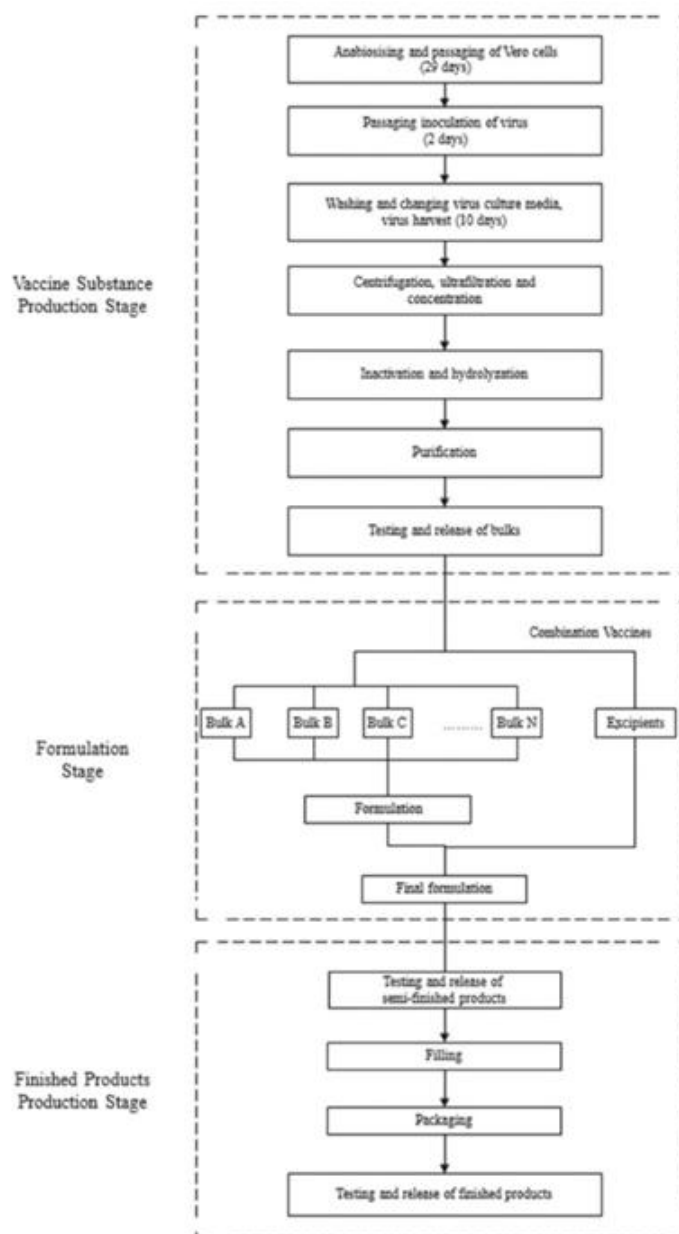 Anabiosising and passaging of Vero cells
(29 days)
Passaging inoculation of virus
(2 days)
Washing and changing virus culture media,
virus harvest (10 days)
Vaccine Substance
Production Stage
Centrifugation, ultrafiltration and
concentration
Inactivation and hydrolyzation
Purification
Testing and release of bulks
Combination Vaccines
Bulk A
Bulk B
Bulk C
.........
Bulk N
Excipients
Formulation
Stage
Formulation
Final formulation
Testing and release of
semi-finished products
Filling
Finished Products
Production Stage
Packaging
Testing and release of finished products